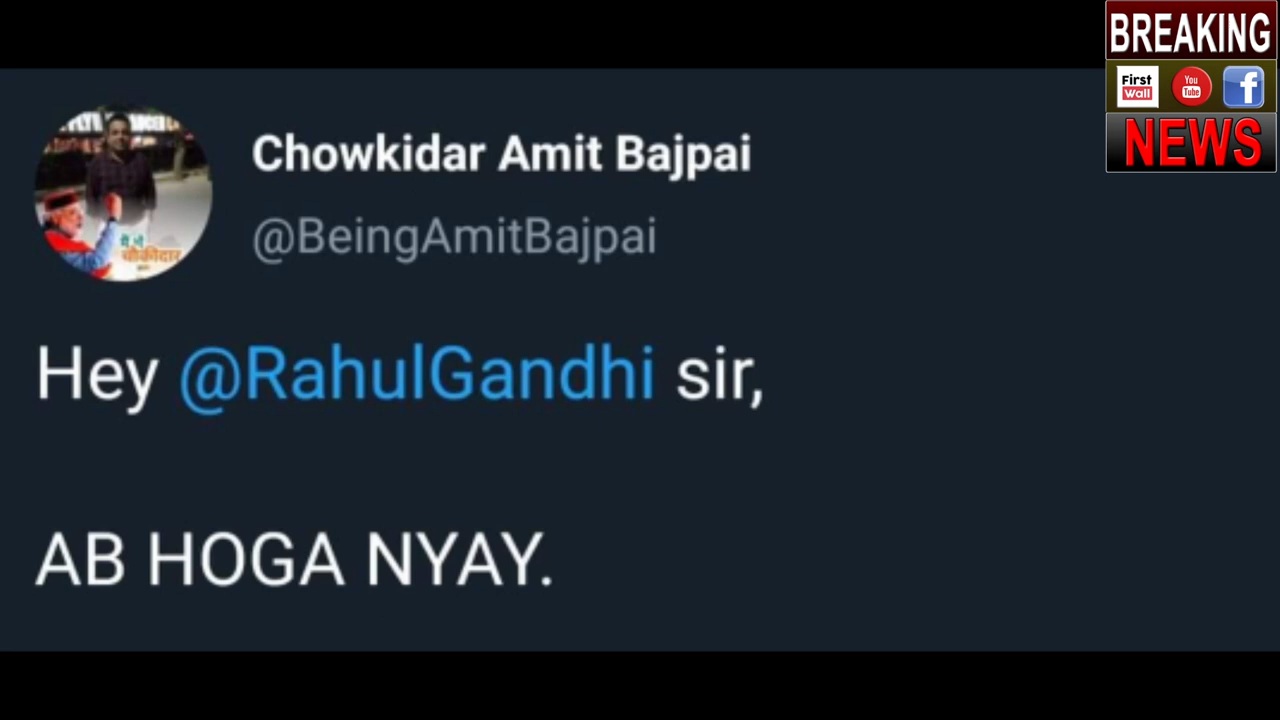 BREAKING
First
Wall
You
Tube
f
NEWS
Chowkidar Amit Bajpai
@BeingAmitBajpai
मैं भी
चौकीदार
Hey @RahulGandhi sir,
AB HOGA NYAY.